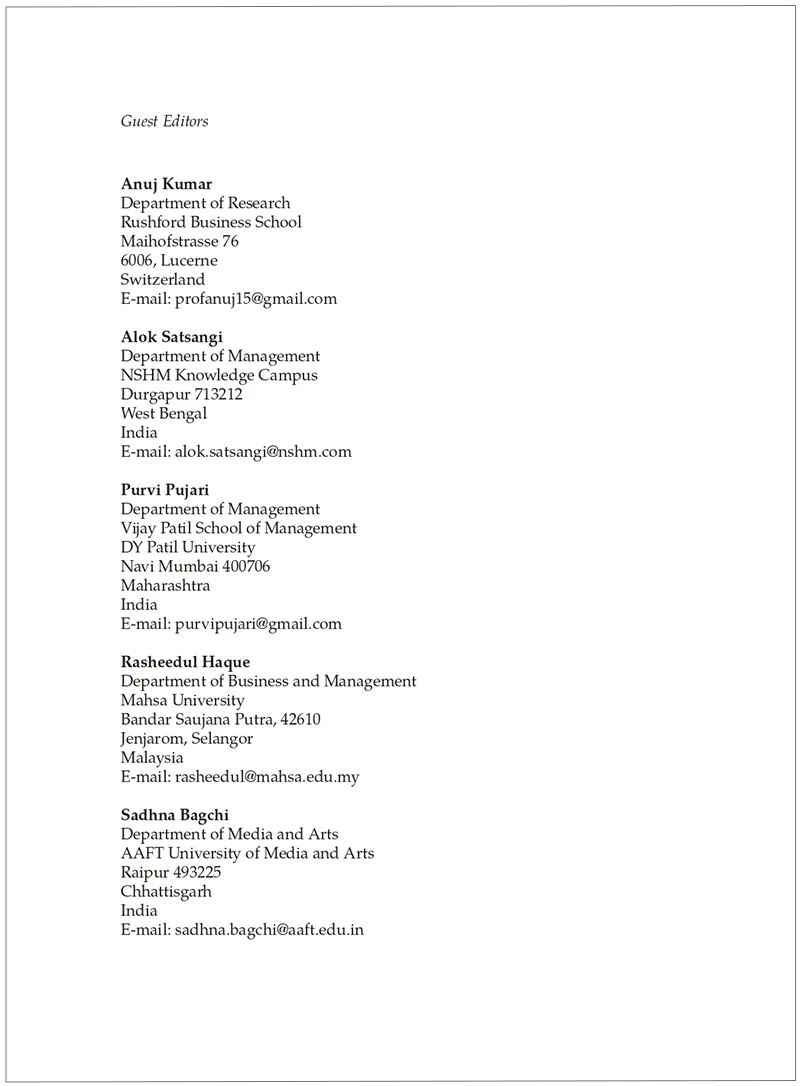 Guest Editors
Anuj Kumar
Department of Research
Rushford Business School
Maihofstrasse 76
6006, Lucerne
Switzerland
E-mail: profanuj15@gmail.com
Alok Satsangi
Department of Management
NSHM Knowledge Campus
Durgapur 713212
West Bengal
India
E-mail: alok.satsangi@nshm.com
Purvi Pujari
Department of Management
Vijay Patil School of Management
DY Patil University
Navi Mumbai 400706
Maharashtra
India
E-mail: purvipujari@gmail.com
Rasheedul Haque
Department of Business and Management
Mahsa University
Bandar Saujana Putra, 42610
Jenjarom, Selangor
Malaysia
E-mail: rasheedul@mahsa.edu.my
Sadhna Bagchi
Department of Media and Arts
AAFT University of Media and Arts
Raipur 493225
Chhattisgarh
India
E-mail: sadhna.bagchi@aaft.edu.in